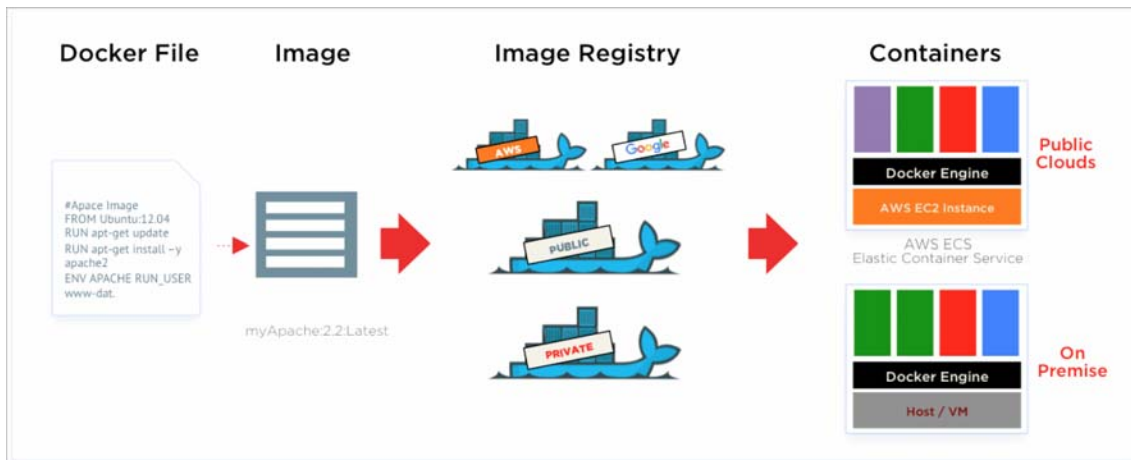 Docker File
Image
Image Registry
Containers
#Apace Image
FROM Ubuntu:12.04
RUN apt-get update
RUN apt-get install –y
apache2
ENV APACHE RUN_USER
www-dat.
myApache:2.2:Latest
AWS
Google
PUBLIC
PRIVATE
Docker Engine
AWS EC2 Instance
Public
Clouds
AWS ECS
Elastic Container Service
Docker Engine
Host / VM
On
Premise